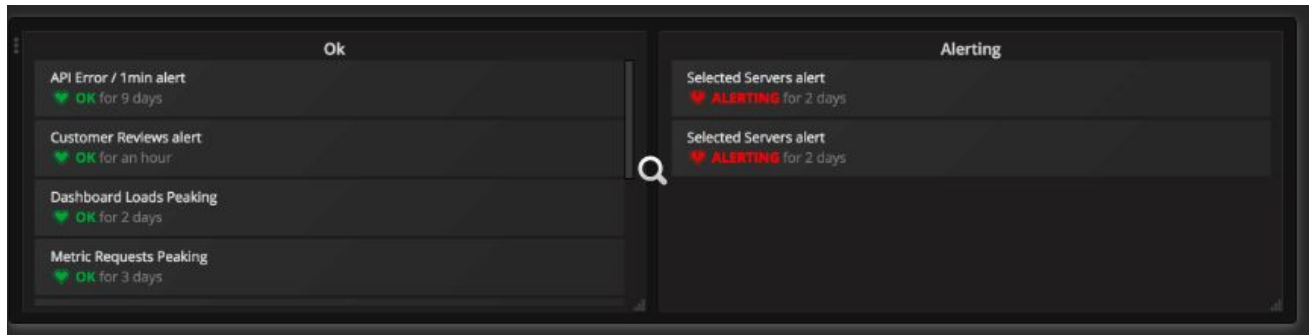 Ok
API Error / 1min alert
OK for 9 days
Customer Reviews alert
OK for an hour
Dashboard Loads Peaking
OK for 2 days
Metric Requests Peaking
OK for 3 days
Alerting
Selected Servers alert
ALERTING for 2 days
Selected Servers alert
ALERTING for 2 days